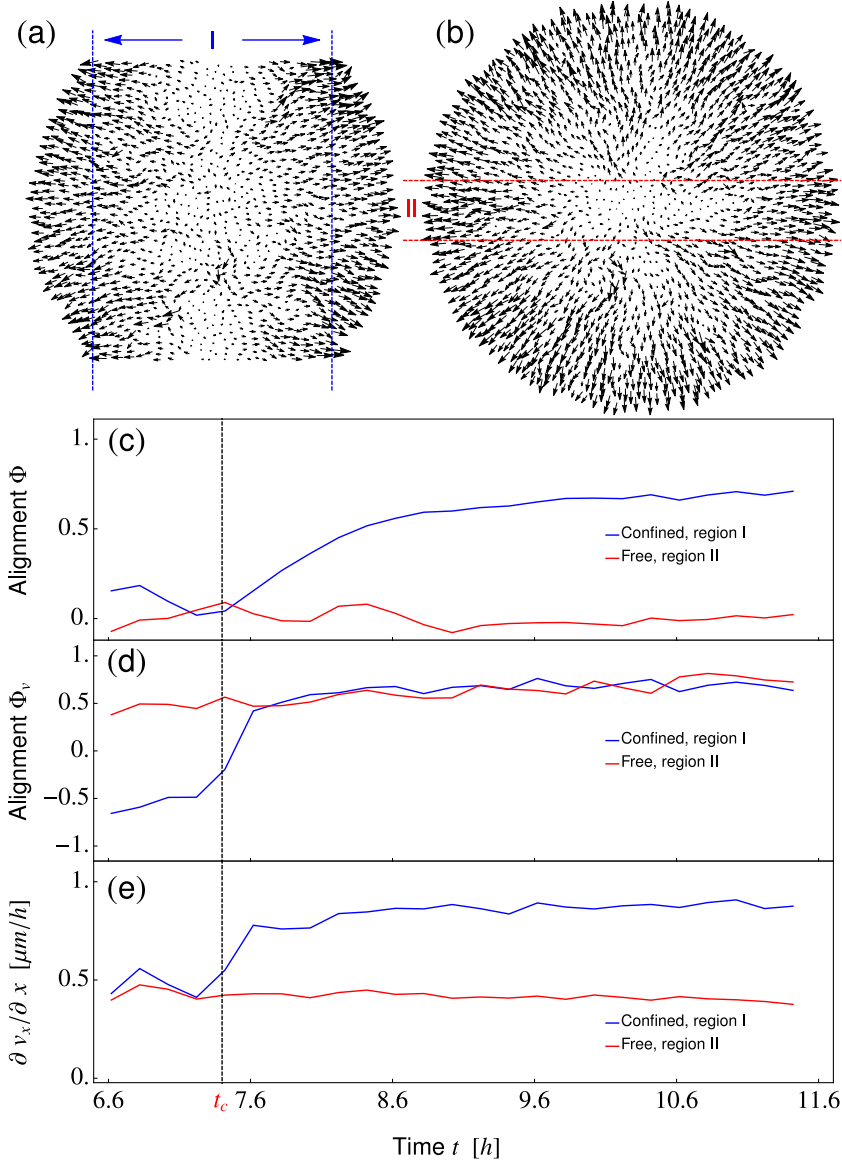 (a)
I
(b)
II
(c)
1.
0.5
0.
Alignment Φ
Confined, region I
Free, region II
(d)
1.
0.5
0.
−0.5
−1.
Alignment Φᵥ
Confined, region I
Free, region II
(e)
1.
0.5
0.
∂ vₓ/∂ x [μm/h]
Confined, region I
Free, region II
6.6 t_c 7.6 8.6 9.6 10.6 11.6
Time t [h]